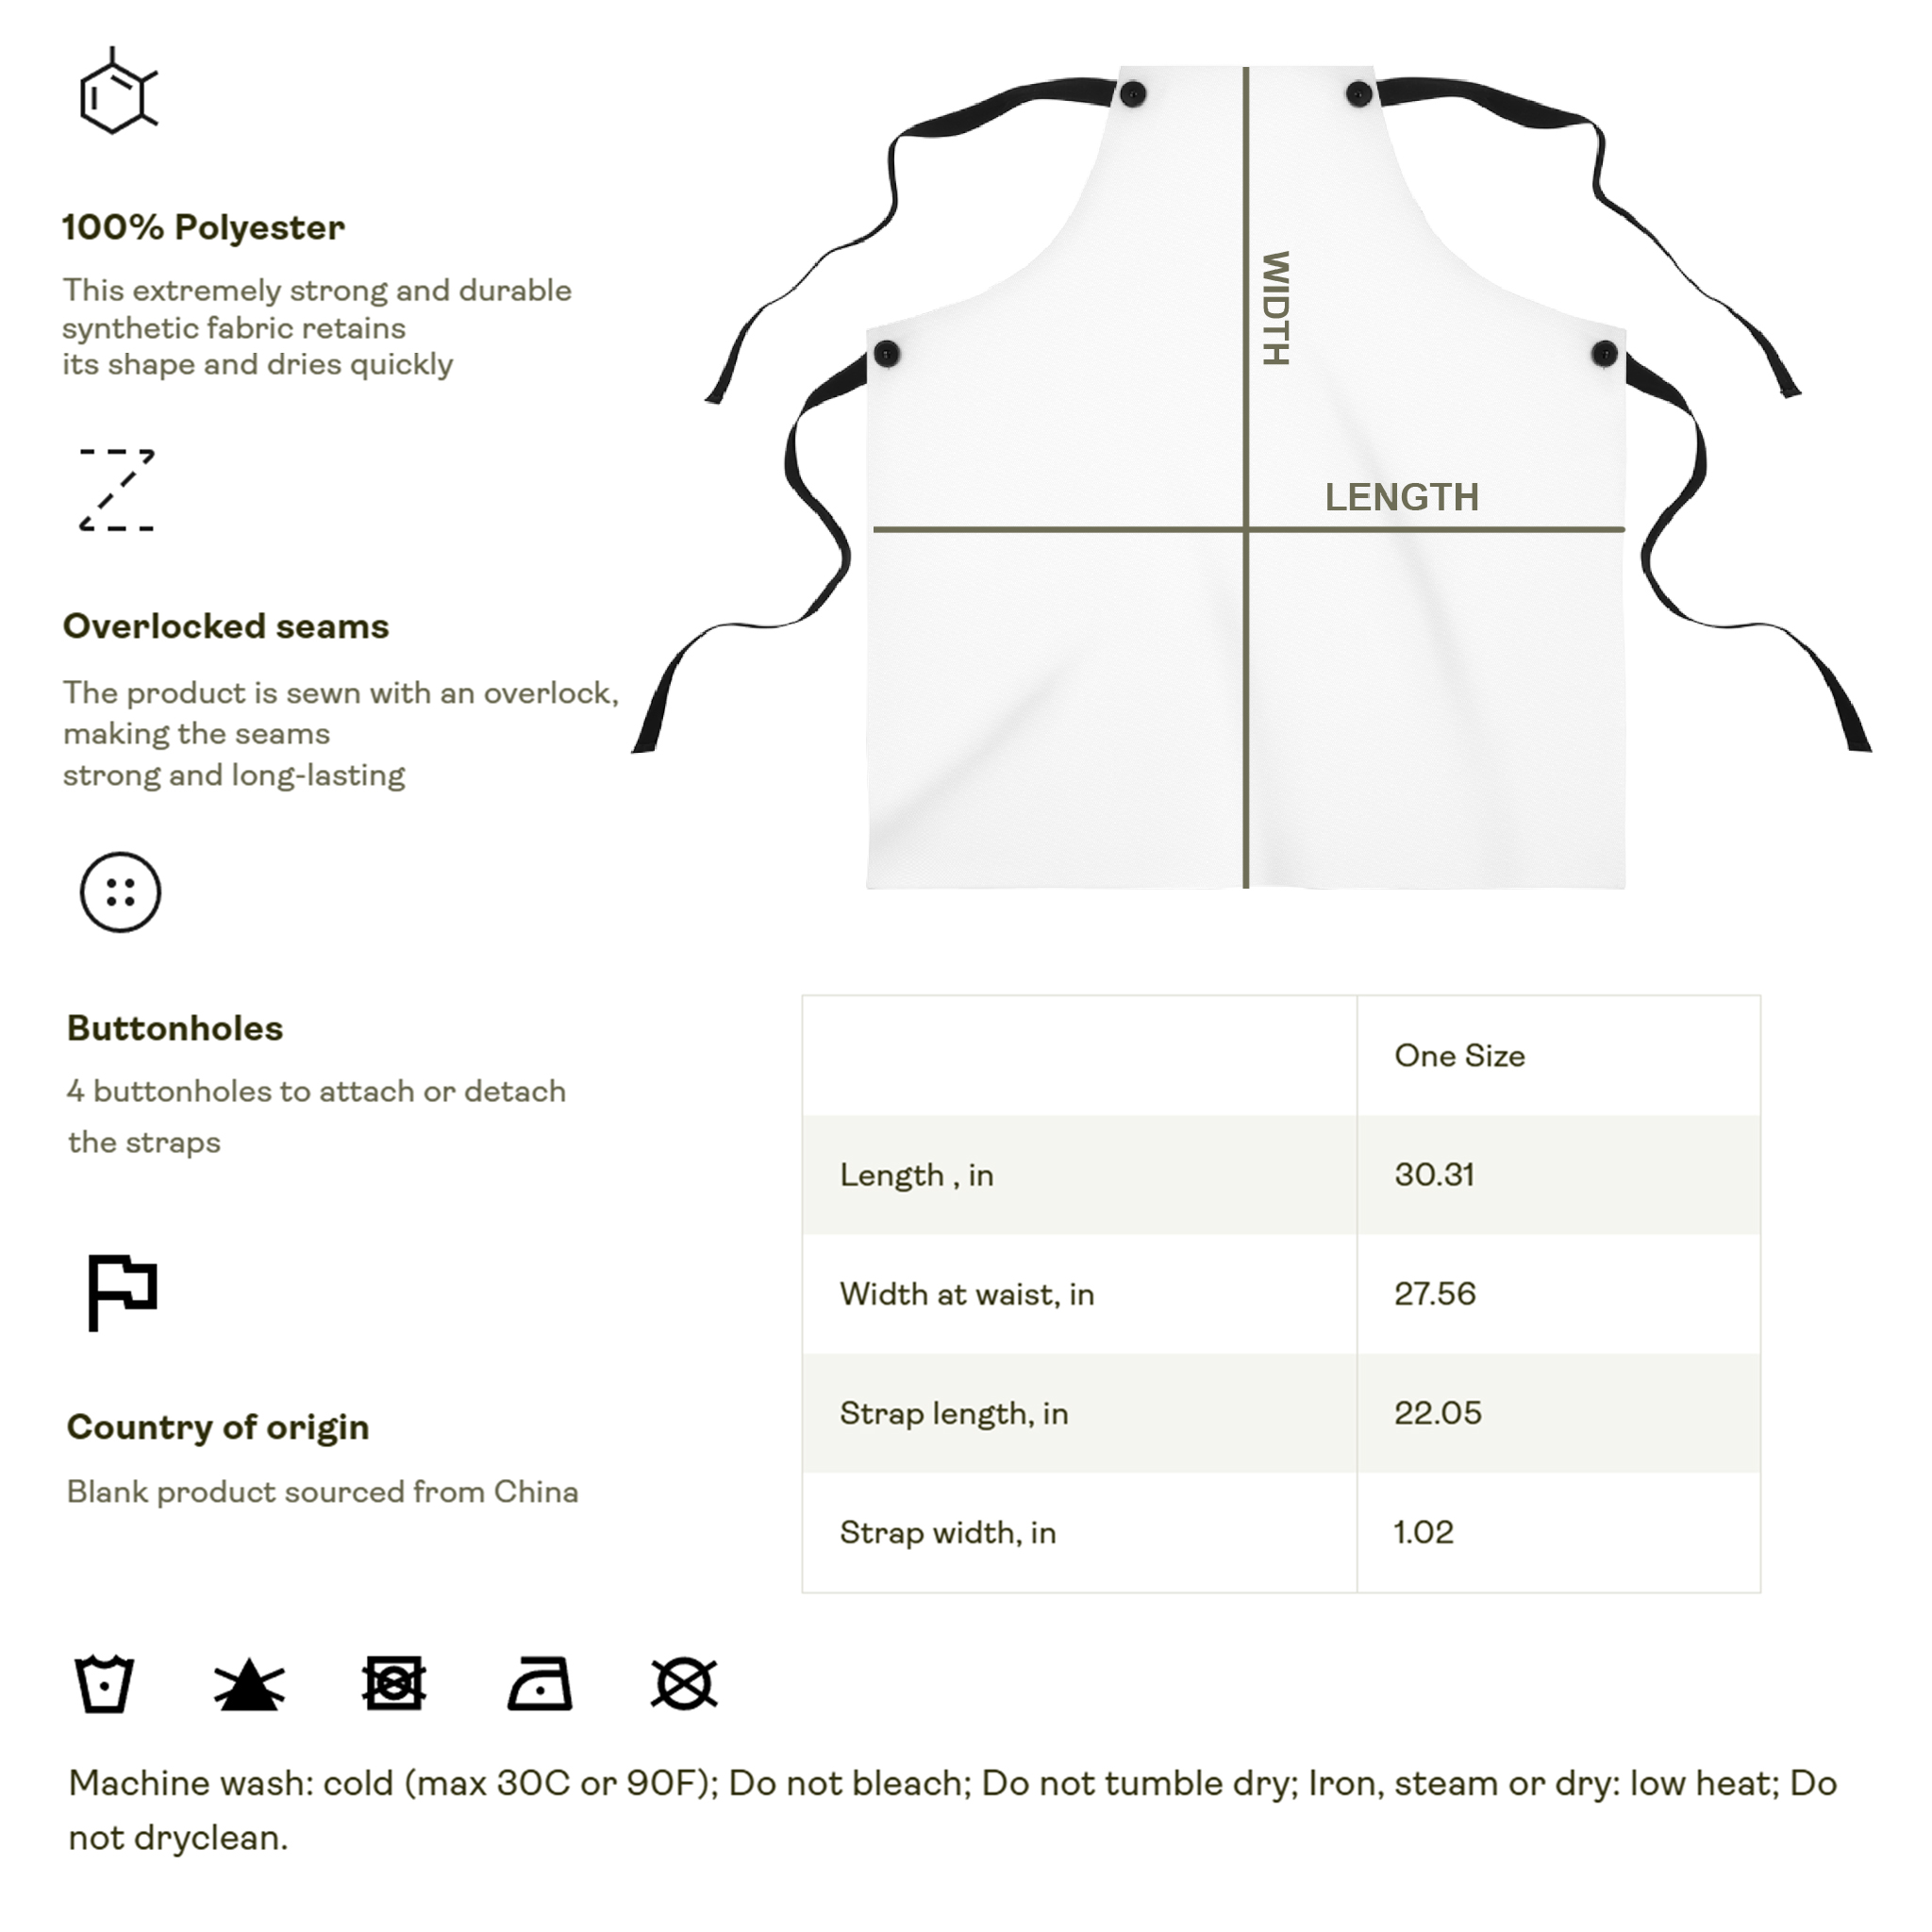 100% Polyester
This extremely strong and durable
synthetic fabric retains
its shape and dries quickly
Overlocked seams
The product is sewn with an overlock,
making the seams
strong and long-lasting
Buttonholes
4 buttonholes to attach or detach
the straps
Country of origin
Blank product sourced from China
WIDTH
LENGTH
One Size
Length , in 30.31
Width at waist, in 27.56
Strap length, in 22.05
Strap width, in 1.02
Machine wash: cold (max 30C or 90F); Do not bleach; Do not tumble dry; Iron, steam or dry: low heat; Do
not dryclean.